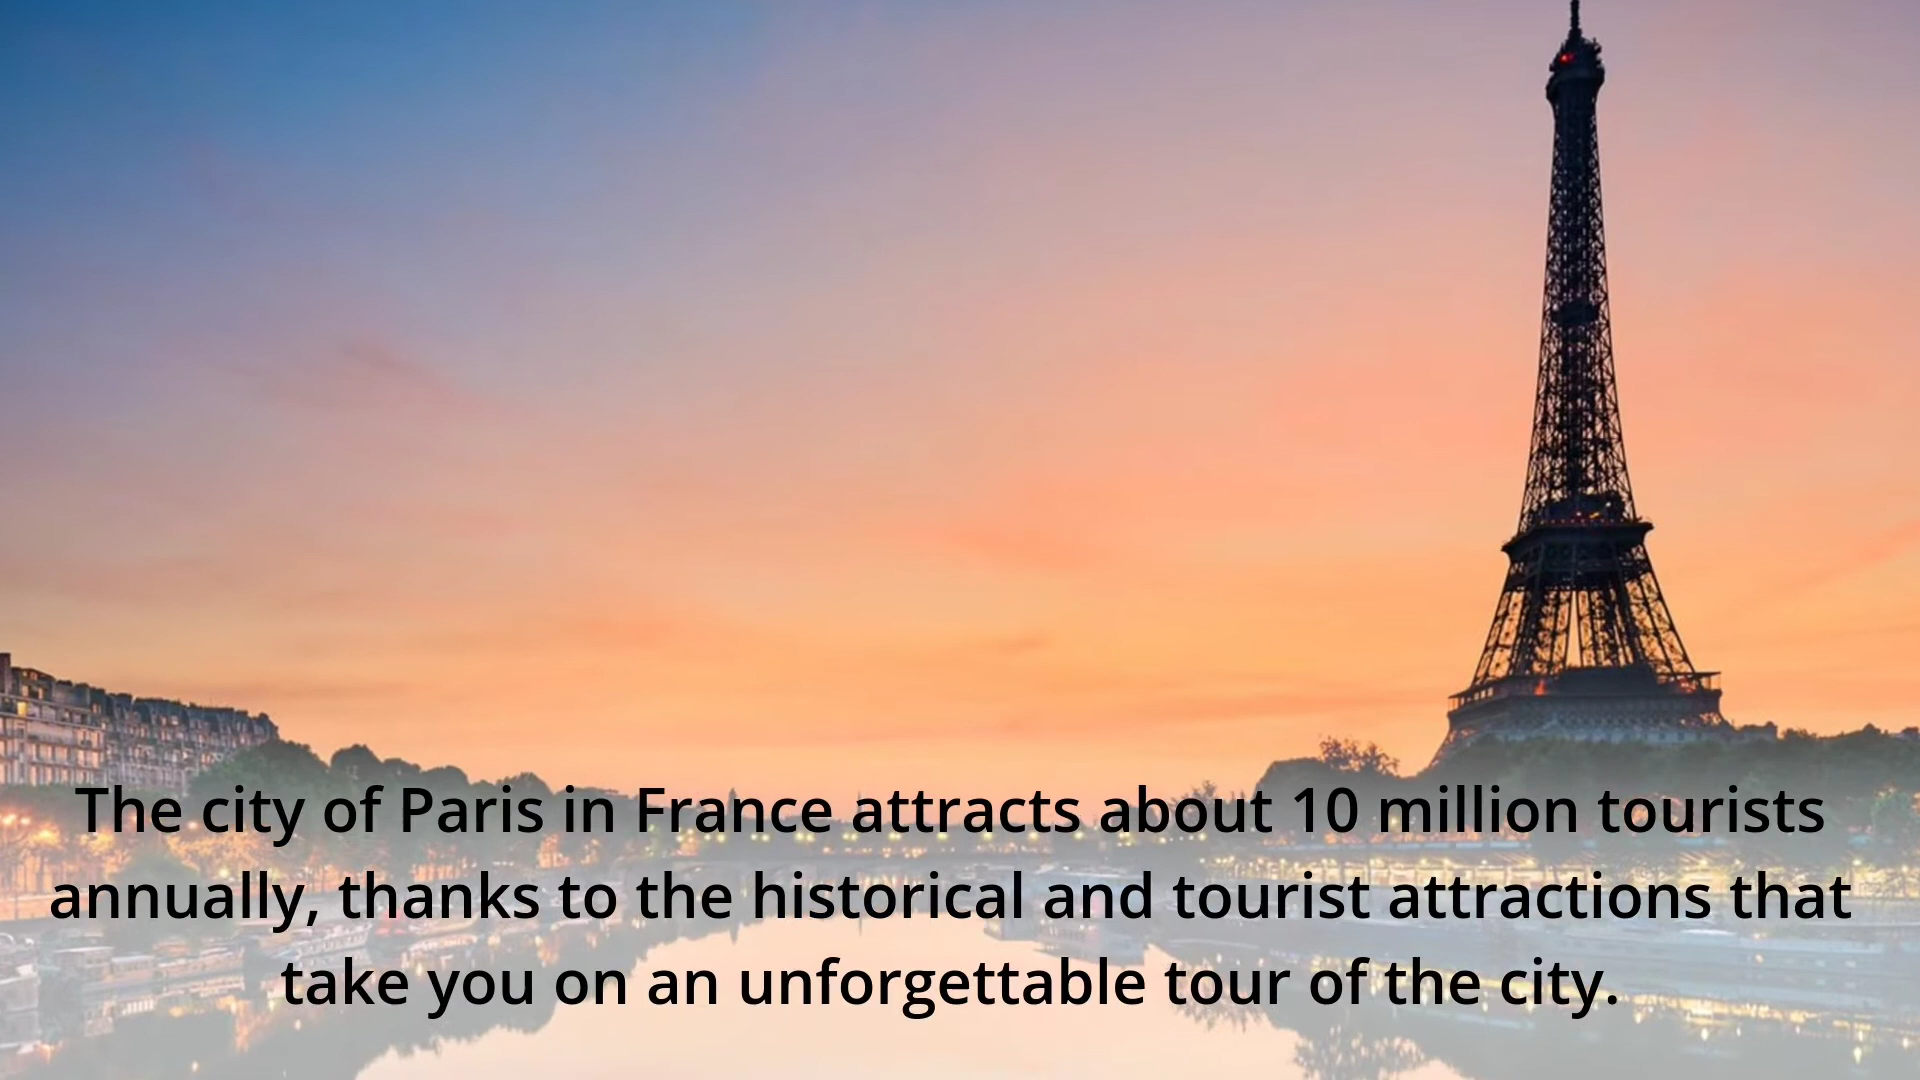 The city of Paris in France attracts about 10 million tourists
annually, thanks to the historical and tourist attractions that
take you on an unforgettable tour of the city.